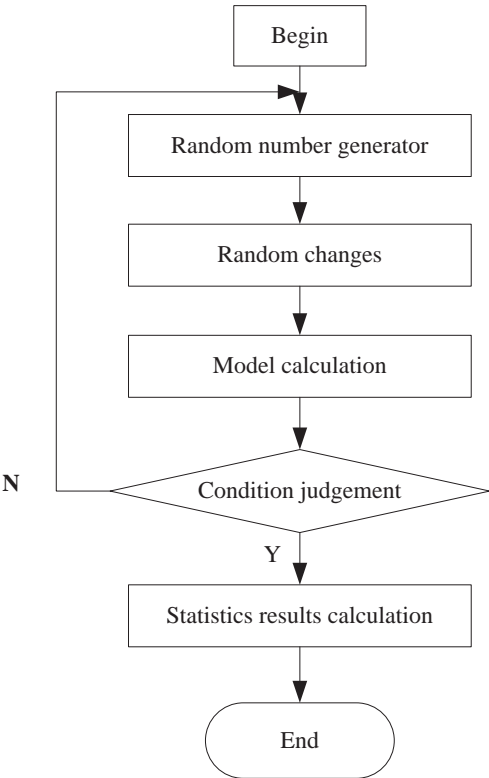 Begin
Random number generator
Random changes
Model calculation
N
Condition judgement
Y
Statistics results calculation
End